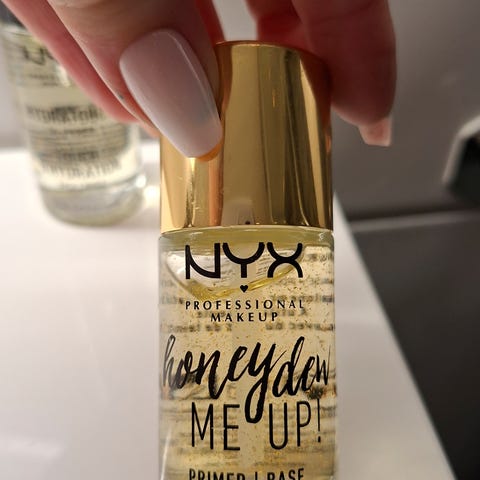 NYX
PROFESSIONAL
MAKEUP
honeydew
ME UP!
PRIMER | BASE